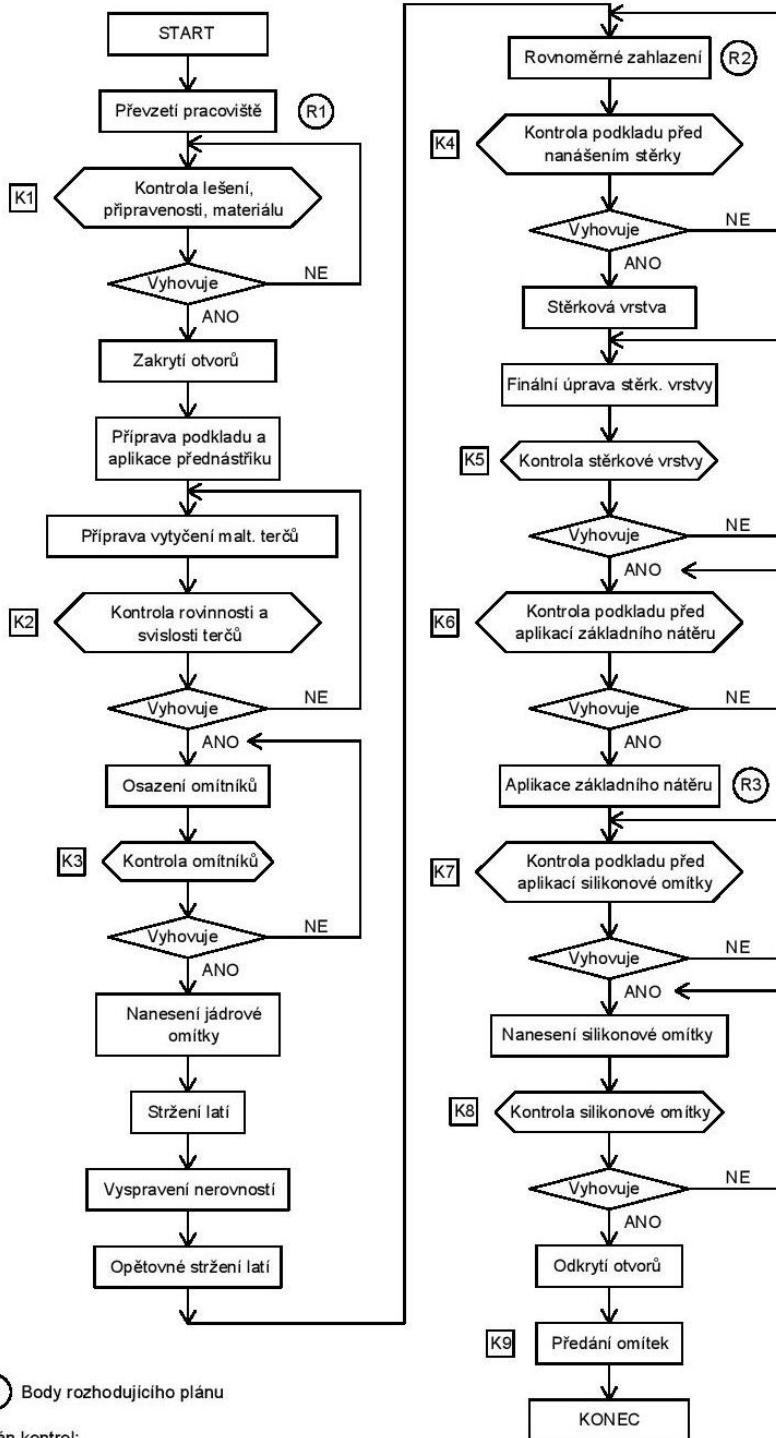 START
Převzetí pracoviště
R1
K1
Kontrola lešení,
připravenosti, materiálu
Vyhovuje
NE
ANO
Zakrytí otvorů
Příprava podkladu a
aplikace přednástřiku
Příprava vytyčení malt. terčů
K2
Kontrola rovinnosti a
svislosti terčů
Vyhovuje
NE
ANO
Osazení omítníků
K3
Kontrola omítníků
Vyhovuje
NE
ANO
Nanesení jádrové
omítky
Stržení latí
Vyspravení nerovností
Opětovné stržení latí
Rovnoměrné zahlazení
R2
K4
Kontrola podkladu před
nanášením stěrky
Vyhovuje
NE
ANO
Stěrková vrstva
Finální úprava stěrk. vrstvy
K5
Kontrola stěrkové vrstvy
Vyhovuje
NE
ANO
K6
Kontrola podkladu před
aplikací základního nátěru
Vyhovuje
NE
ANO
Aplikace základního nátěru
R3
K7
Kontrola podkladu před
aplikací silikonové omítky
Vyhovuje
NE
ANO
Nanesení silikonové omítky
K8
Kontrola silikonové omítky
Vyhovuje
NE
ANO
Odkrytí otvorů
K9
Předání omítek
KONEC
Body rozhodujícího plánu
kontrol: